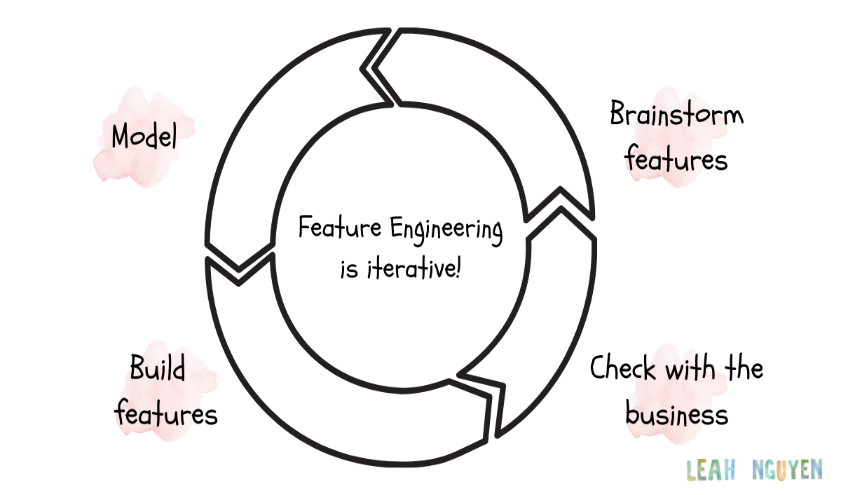 Brainstorm
features
Model
Feature Engineering
is iterative!
Check with the
business
Build
features
LEAH NGUYEN